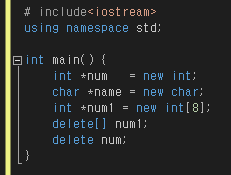 # include<iostream>
using namespace std;

int main() {
    int *num   = new int;
    char *name = new char;
    int *num1 = new int[8];
    delete[] num1;
    delete num;
}